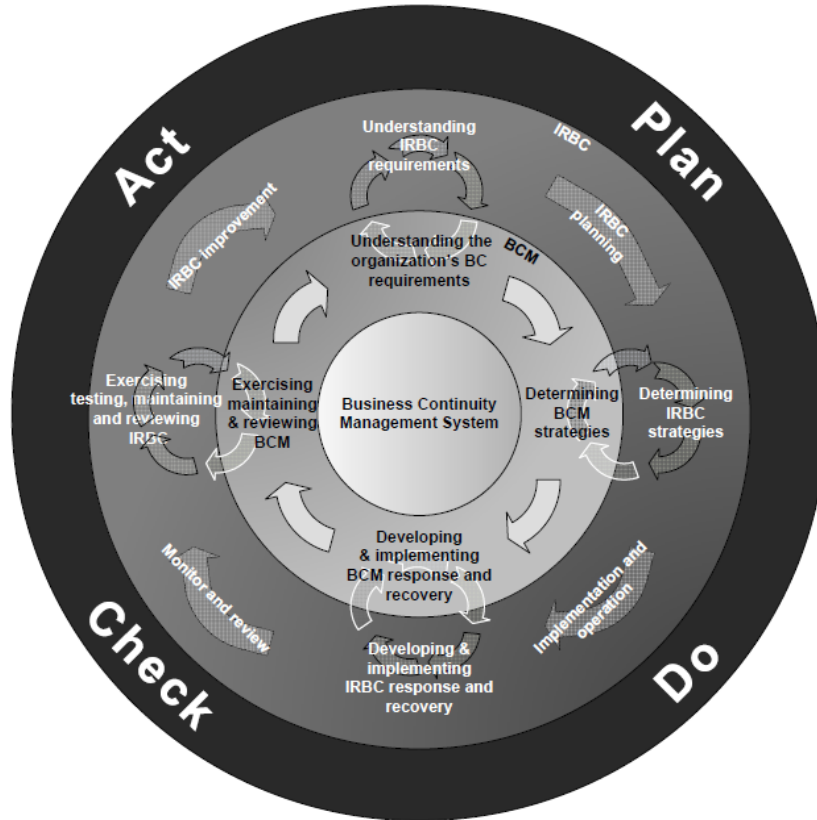 Act
Plan
Understanding
IRBC
requirements
IRBC
IRBC improvement
IRBC
planning
Understanding the
organization's BC
requirements
BCM
Exercising
testing, maintaining
and reviewing
IRBC
Exercising
maintaining
& reviewing
BCM
Business Continuity
Management System
Determining
BCM
strategies
Determining
IRBC
strategies
Developing
& implementing
BCM response and
recovery
Monitor and review
Implementation and
operation
Developing &
implementing
IRBC response and
recovery
Check
Do